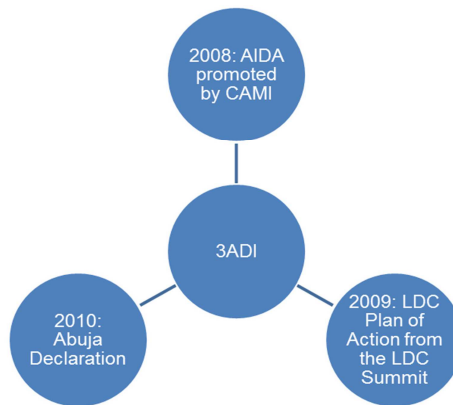 2008: AIDA
promoted
by CAMI
3ADI
2010:
Abuja
Declaration
2009: LDC
Plan of
Action from
the LDC
Summit